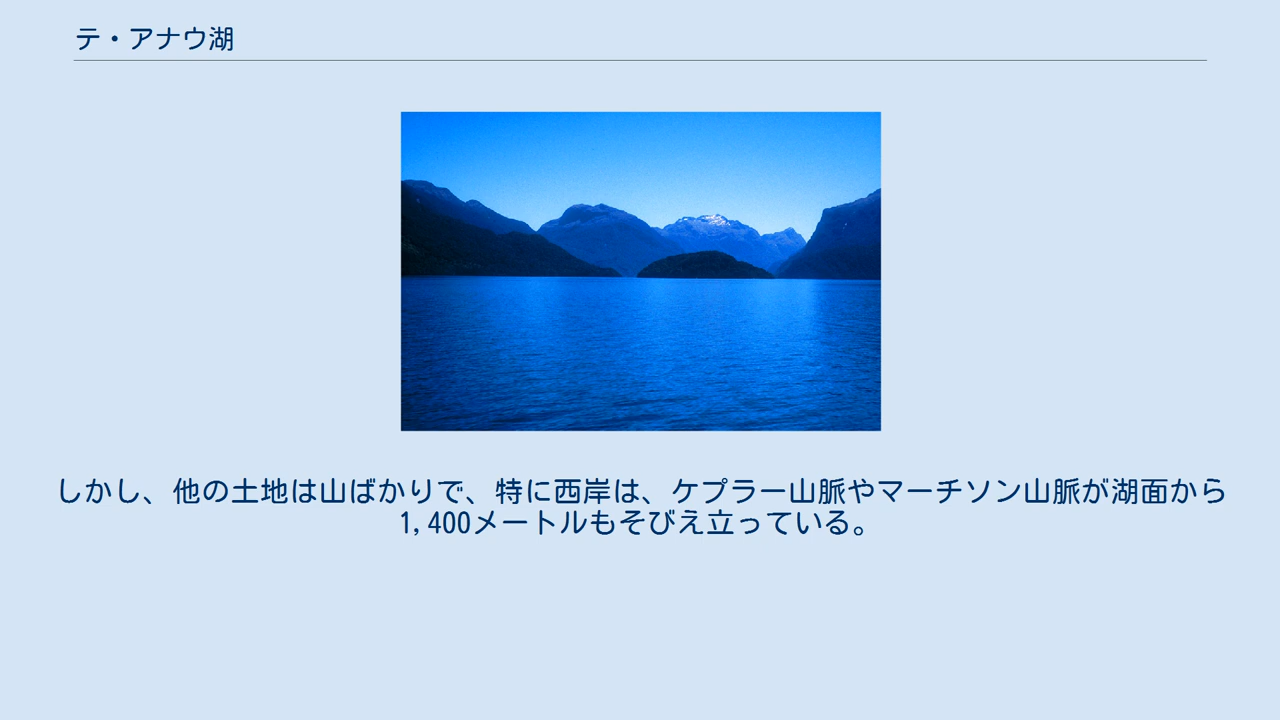 テ・アナウ湖
しかし、他の土地は山ばかりで、特に西岸は、ケプラー山脈やマーチソン山脈が湖面から
1,400メートルもそびえ立っている。